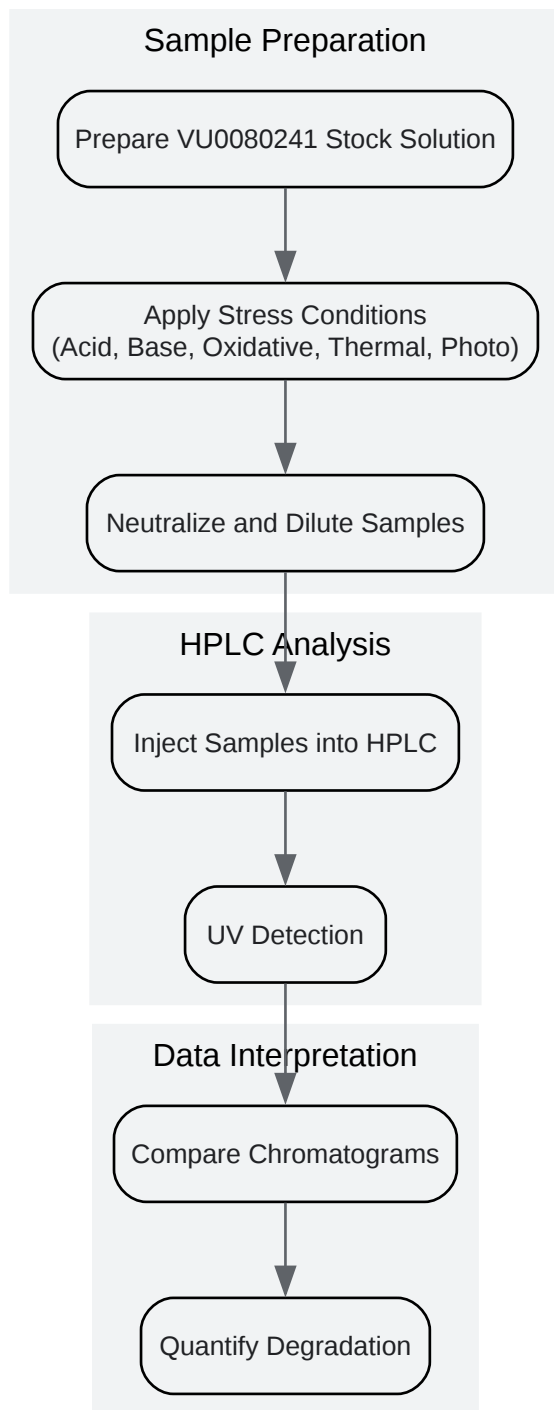 Sample Preparation
Prepare VU0080241 Stock Solution
Apply Stress Conditions
(Acid, Base, Oxidative, Thermal, Photo)
Neutralize and Dilute Samples
HPLC Analysis
Inject Samples into HPLC
UV Detection
Data Interpretation
Compare Chromatograms
Quantify Degradation